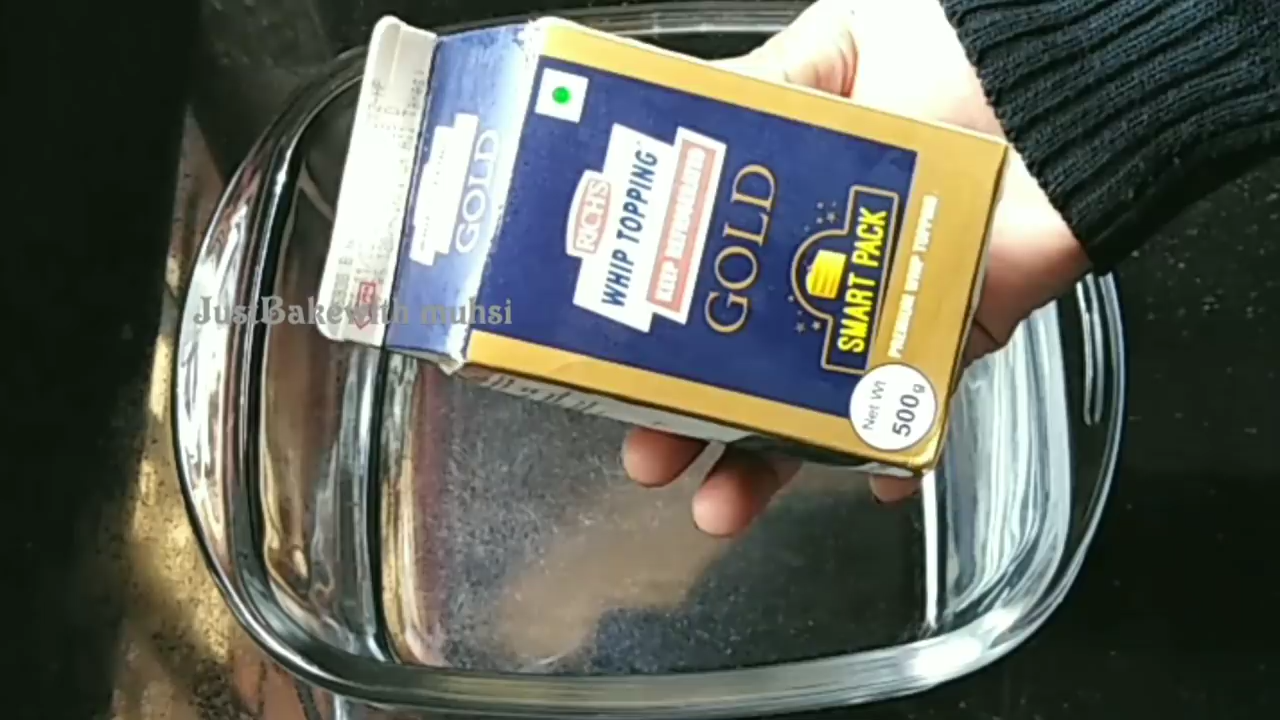 RICH'S
WHIP TOPPING
KEEP REFRIGERATED
GOLD
SMART PACK
PREMIUM WHIP TOPPING
Net Wt
500g
GOLD
JustBakewith muhsi